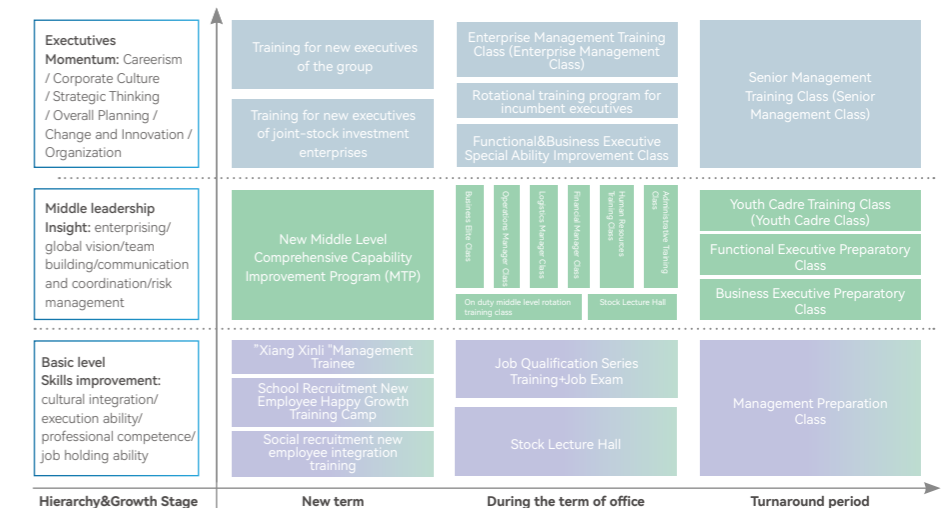 Exectutives
Momentum: Careerism
/ Corporate Culture
/ Strategic Thinking
/ Overall Planning /
Change and Innovation /
Organization
Training for new executives
of the group
Training for new executives
of joint-stock investment
enterprises
Enterprise Management Training
Class (Enterprise Management
Class)
Rotational training program for
incumbent executives
Functional&Business Executive
Special Ability Improvement Class
Senior Management
Training Class (Senior
Management Class)
Middle leadership
Insight: enterprising/
global vision/team
building/communication
and coordination/risk
management
New Middle Level
Comprehensive Capability
Improvement Program (MTP)
Business Elite Class
Operations Manager Class
Logistics Manager Class
Financial Manager Class
Human Resources
Training Class
Administrative Training
Class
On duty middle level rotation
training class
Stock Lecture Hall
Youth Cadre Training Class
(Youth Cadre Class)
Functional Executive Preparatory
Class
Business Executive Preparatory
Class
Basic level
Skills improvement:
cultural integration/
execution ability/
professional competence/
job holding ability
"Xiang Xinli "Management
Trainee
School Recruitment New
Employee Happy Growth
Training Camp
Social recruitment new
employee integration
training
Job Qualification Series
Training+Job Exam
Stock Lecture Hall
Management Preparation
Class
Hierarchy&Growth Stage
New term
During the term of office
Turnaround period